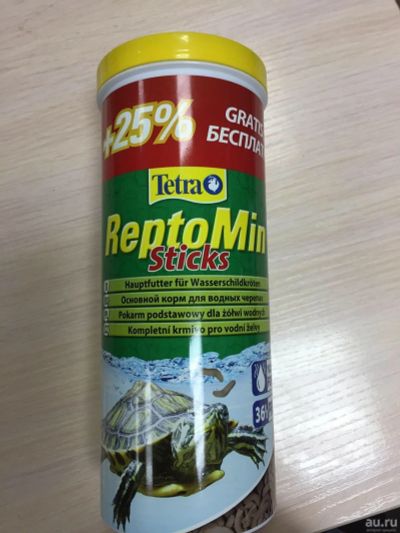 +25%
GRATIS
БЕСПЛАТ
Tetra
ReptoMin
Sticks
Hauptfutter für Wasserschildkröten
Основной корм для водных черепах
Pokarm podstawowy dla żółwi wodnych
Kompletní krmivo pro vodní želvy
au.ru